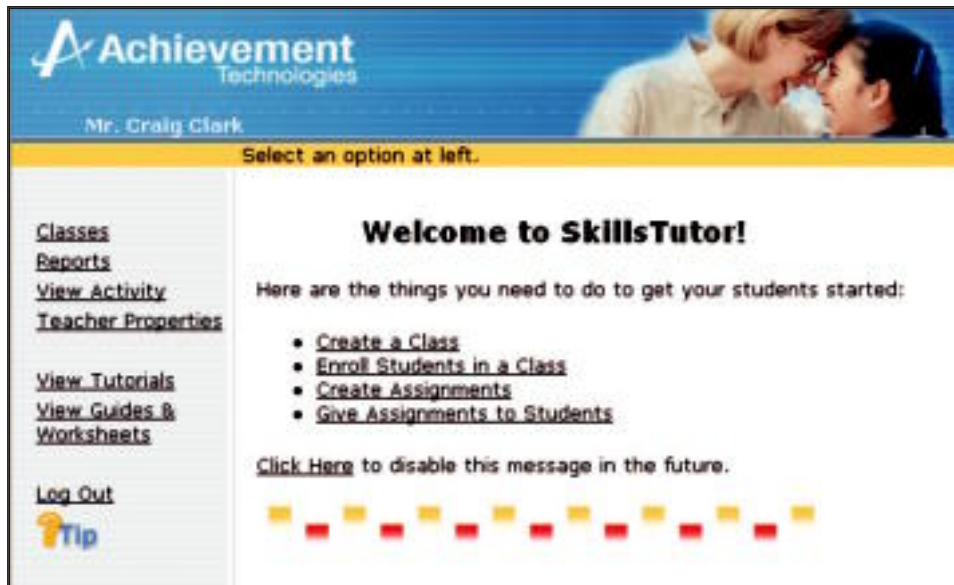 Achievement
Technologies
Mr. Craig Clark
Select an option at left.
Classes
Reports
View Activity
Teacher Properties
View Tutorials
View Guides &
Worksheets
Log Out
Tip
Welcome to SkillsTutor!
Here are the things you need to do to get your students started:
• Create a Class
• Enroll Students in a Class
• Create Assignments
• Give Assignments to Students
Click Here to disable this message in the future.